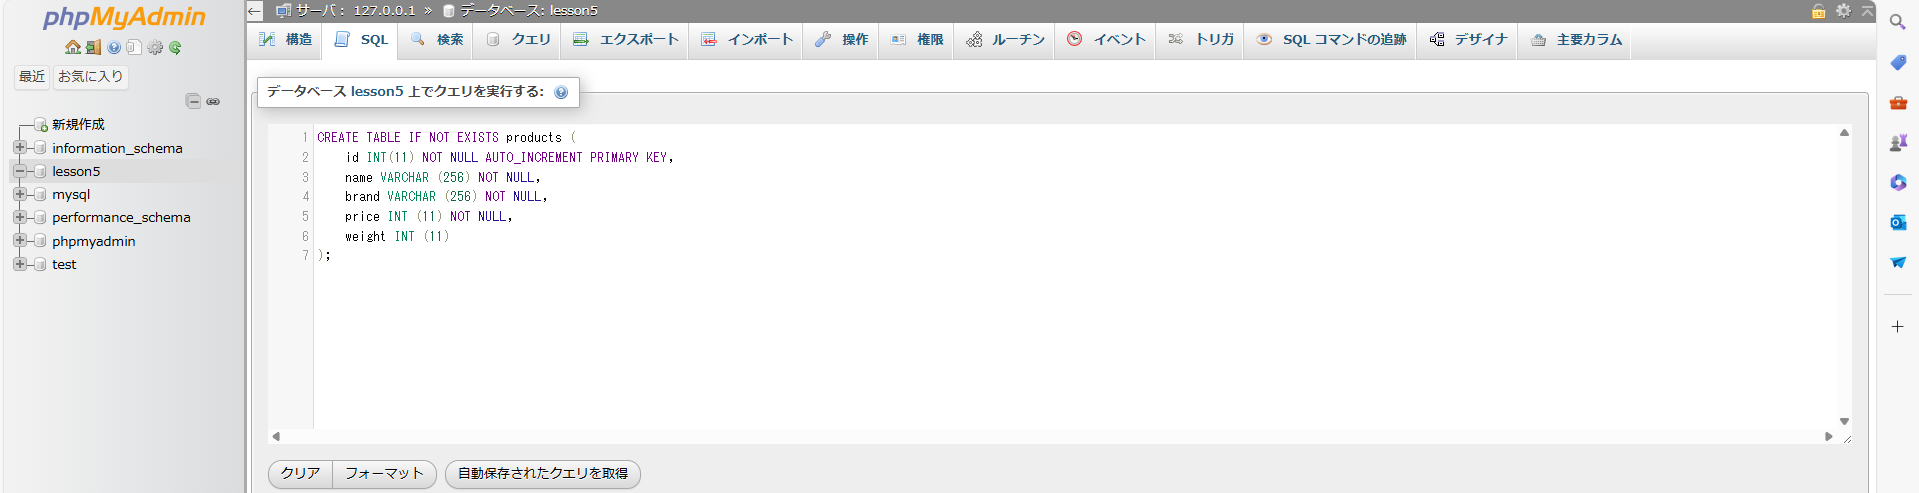 phpMyAdmin
最近 お気に入り
新規作成
information_schema
lesson5
mysql
performance_schema
phpmyadmin
test
サーバ： 127.0.0.1 » データベース: lesson5
構造 SQL 検索 クエリ エクスポート インポート 操作 権限 ルーチン イベント トリガ SQL コマンドの追跡 デザイナ 主要カラム
データベース lesson5 上でクエリを実行する:
1 CREATE TABLE IF NOT EXISTS products (
2 id INT(11) NOT NULL AUTO_INCREMENT PRIMARY KEY,
3 name VARCHAR (256) NOT NULL,
4 brand VARCHAR (256) NOT NULL,
5 price INT (11) NOT NULL,
6 weight INT (11)
7 );
クリア フォーマット 自動保存されたクエリを取得